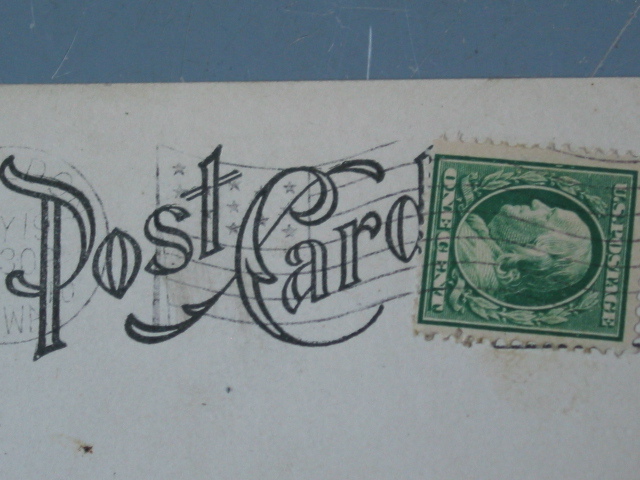 Post Card
U.S. POSTAGE
ONE CENT